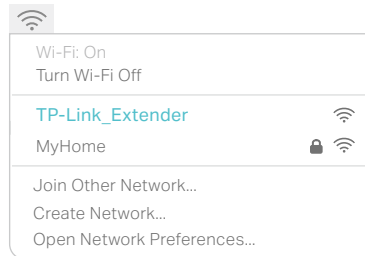 Wi-Fi: On
Turn Wi-Fi Off
TP-Link_Extender
MyHome
Join Other Network...
Create Network...
Open Network Preferences...